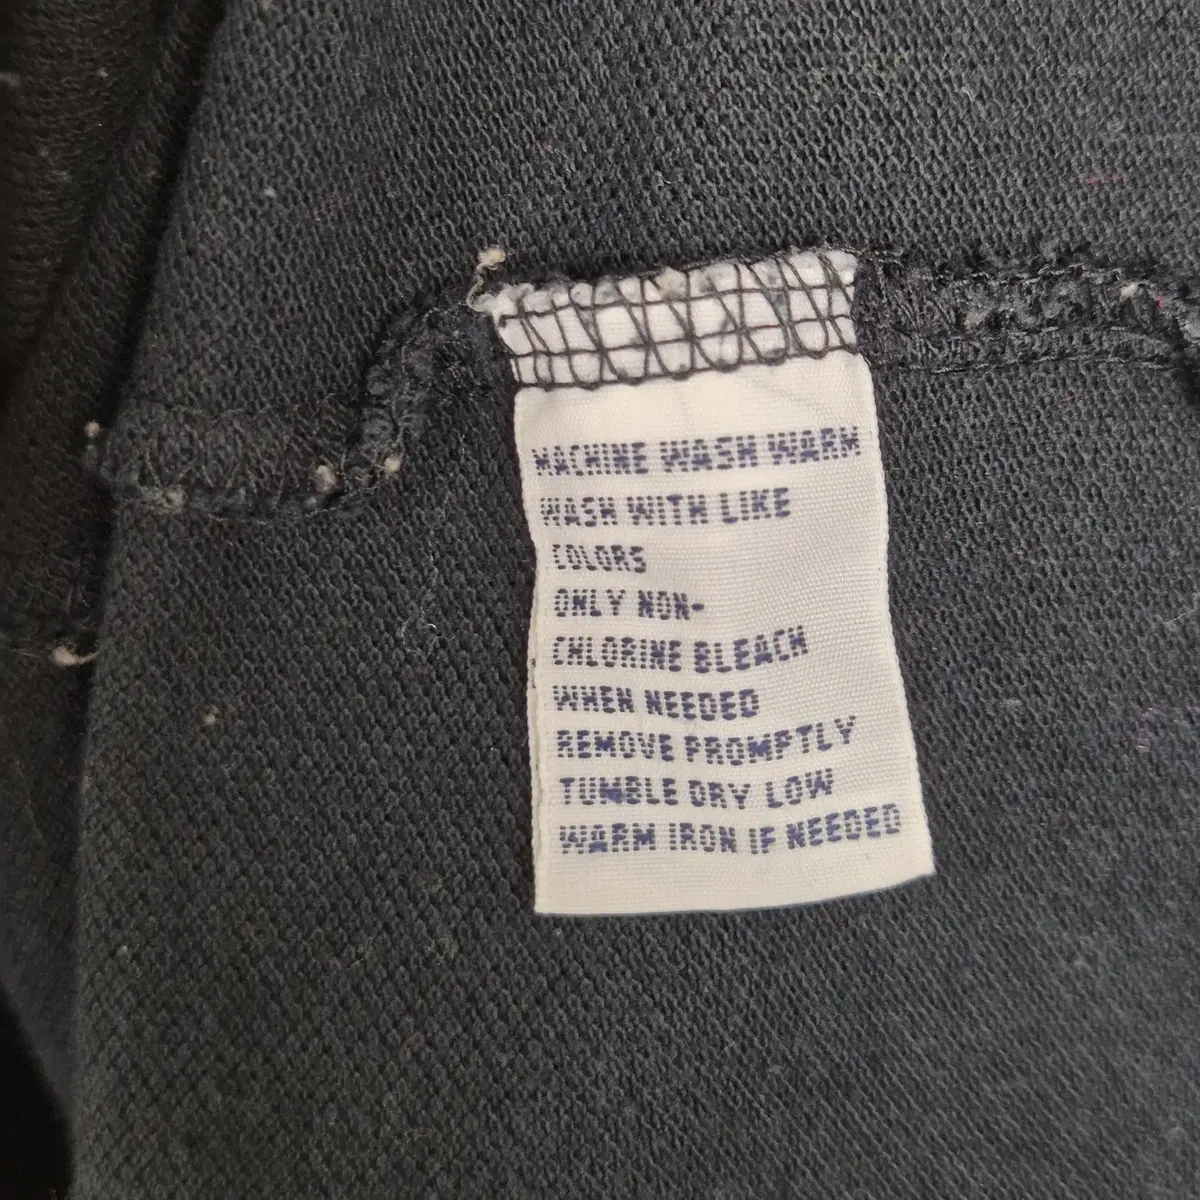 MACHINE WASH WARM
WASH WITH LIKE
COLORS
ONLY NON-
CHLORINE BLEACH
WHEN NEEDED
REMOVE PROMPTLY
TUMBLE DRY LOW
WARM IRON IF NEEDED